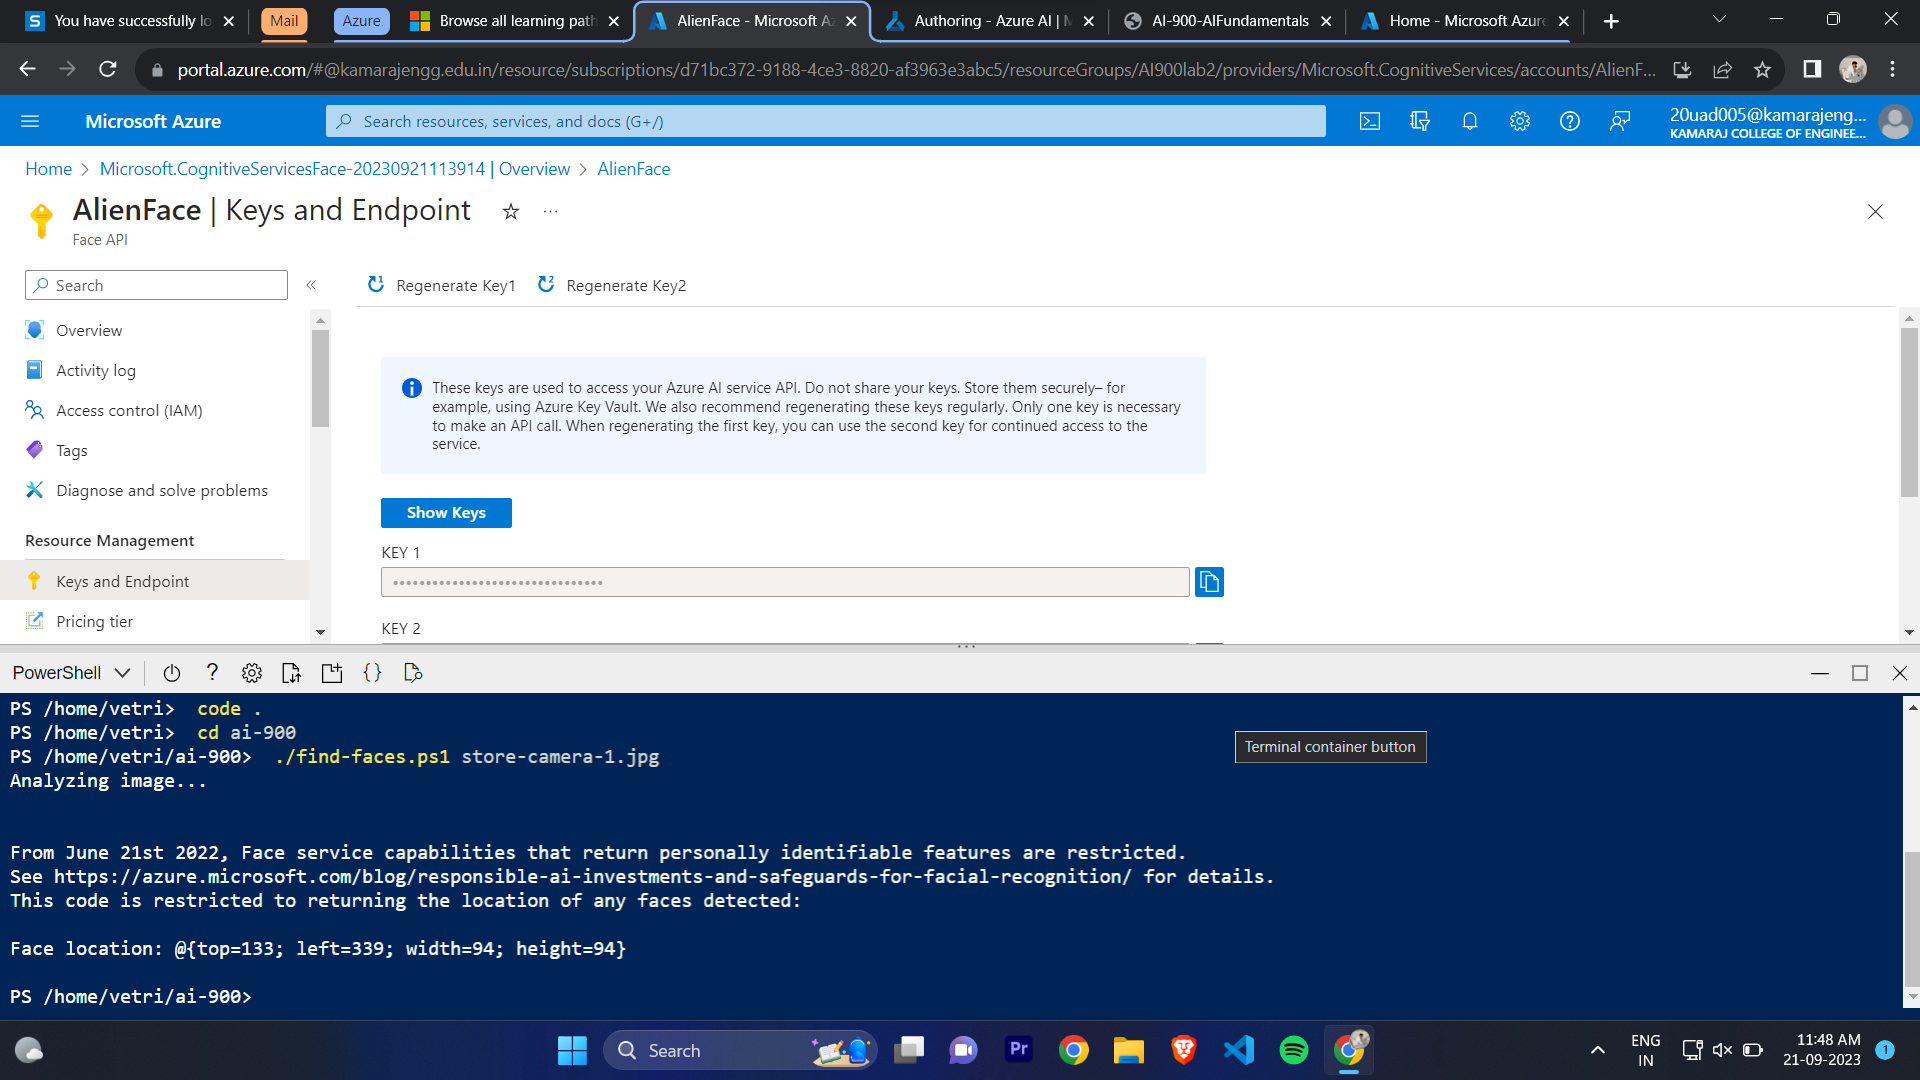 You have successfully lo
Mail
Azure
Browse all learning path
AlienFace - Microsoft Az
Authoring - Azure AI | M
AI-900-AIFundamentals
Home - Microsoft Azure
portal.azure.com/#@kamarajengg.edu.in/resource/subscriptions/d71bc372-9188-4ce3-8820-af3963e3abc5/resourceGroups/AI900lab2/providers/Microsoft.CognitiveServices/accounts/AlienF...
Microsoft Azure
Search resources, services, and docs (G+/)
20uad005@kamarajeng...
KAMARAJ COLLEGE OF ENGINEE...
Home > Microsoft.CognitiveServicesFace-20230921113914 | Overview > AlienFace
AlienFace | Keys and Endpoint
Face API
Search
Regenerate Key1
Regenerate Key2
Overview
Activity log
Access control (IAM)
Tags
Diagnose and solve problems
Resource Management
Keys and Endpoint
Pricing tier
These keys are used to access your Azure AI service API. Do not share your keys. Store them securely– for
example, using Azure Key Vault. We also recommend regenerating these keys regularly. Only one key is necessary
to make an API call. When regenerating the first key, you can use the second key for continued access to the
service.
Show Keys
KEY 1
KEY 2
PowerShell
PS /home/vetri> code .
PS /home/vetri> cd ai-900
PS /home/vetri/ai-900> ./find-faces.ps1 store-camera-1.jpg
Terminal container button
Analyzing image...
From June 21st 2022, Face service capabilities that return personally identifiable features are restricted.
See https://azure.microsoft.com/blog/responsible-ai-investments-and-safeguards-for-facial-recognition/ for details.
This code is restricted to returning the location of any faces detected:
Face location: @{top=133; left=339; width=94; height=94}
PS /home/vetri/ai-900>
Search
Pr
ENG
IN
11:48 AM
21-09-2023
1